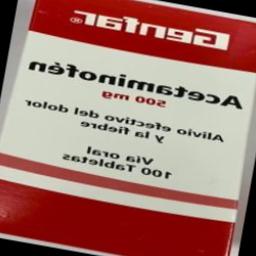 Genfar®
Acetaminofén
500 mg
Alivio efectivo del dolor
y la fiebre
Vía oral
100 Tabletas